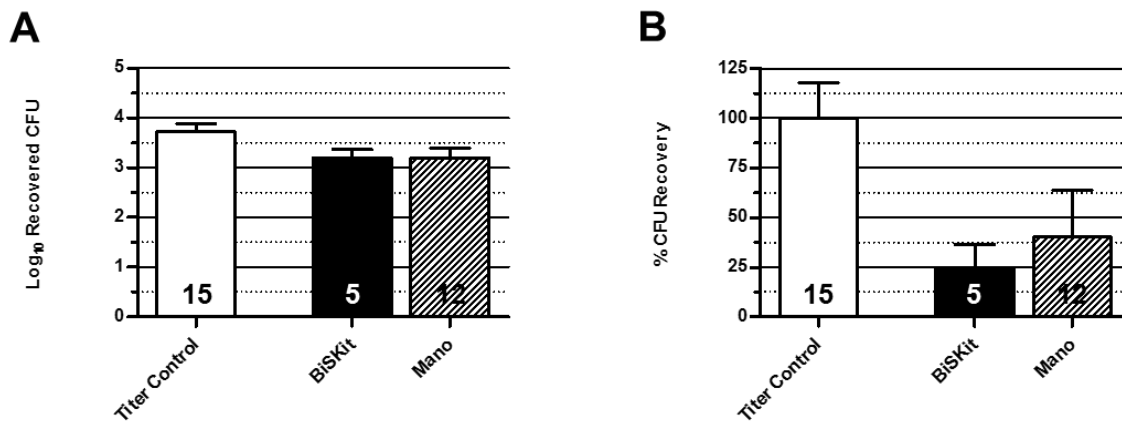 A
Log10 Recovered CFU
5
4
3
2
1
0
15
5
12
Titer Control
BiSKit
Mano
B
% CFU Recovery
125
100
75
50
25
0
15
5
12
Titer Control
BiSKit
Mano